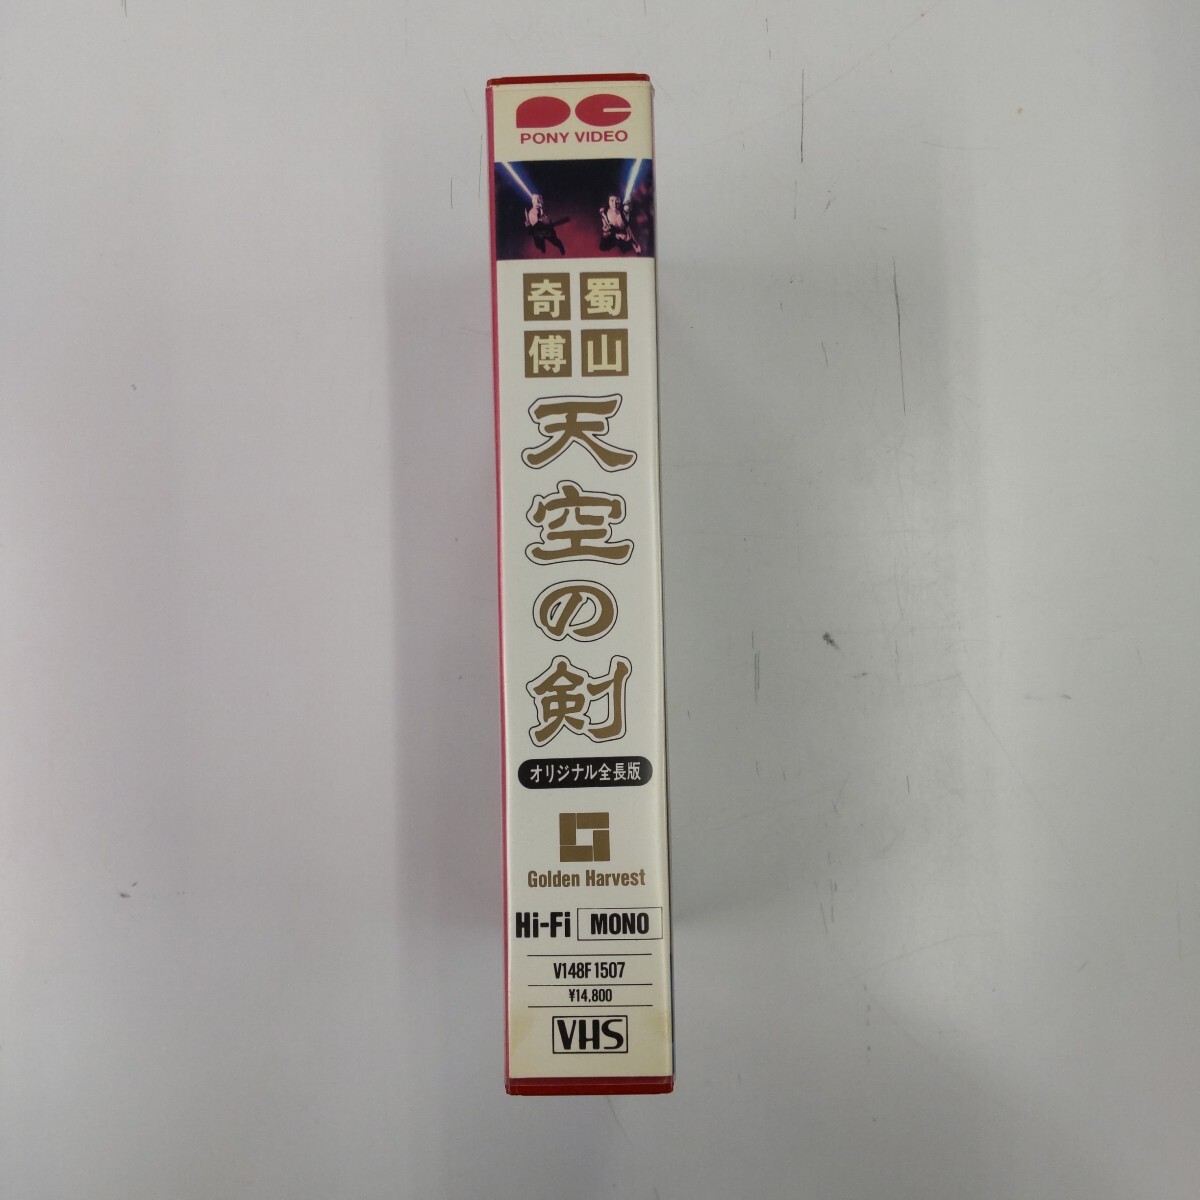 PONY VIDEO
蜀山
奇傅
天空の剣
オリジナル全長版
Golden Harvest
Hi-Fi MONO
V148F1507
¥14,800
VHS